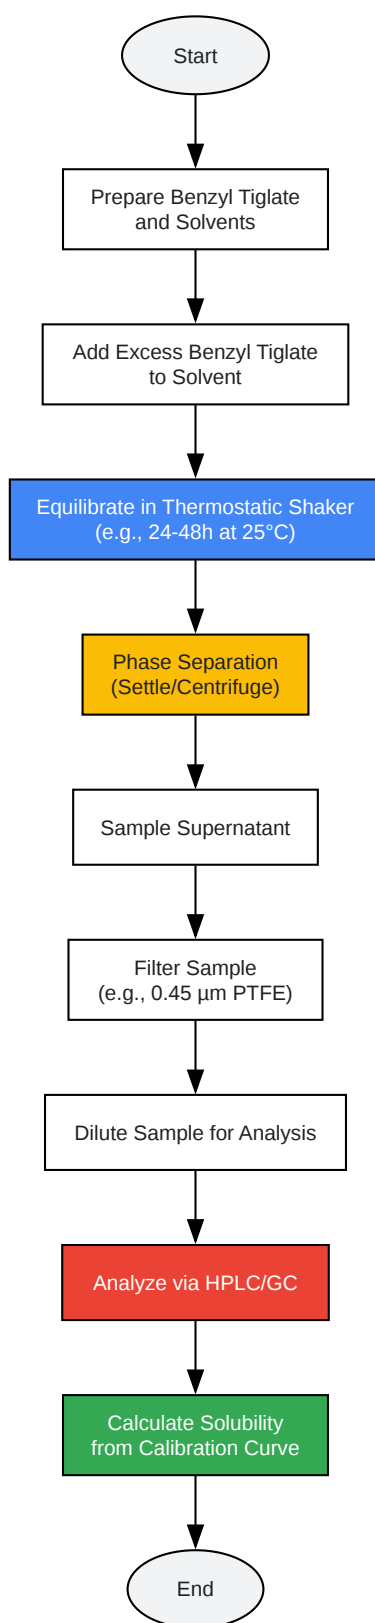 Start
Prepare Benzyl Tiglate
and Solvents
Add Excess Benzyl Tiglate
to Solvent
Equilibrate in Thermostatic Shaker
(e.g., 24-48h at 25°C)
Phase Separation
(Settle/Centrifuge)
Sample Supernatant
Filter Sample
(e.g., 0.45 µm PTFE)
Dilute Sample for Analysis
Analyze via HPLC/GC
Calculate Solubility
from Calibration Curve
End